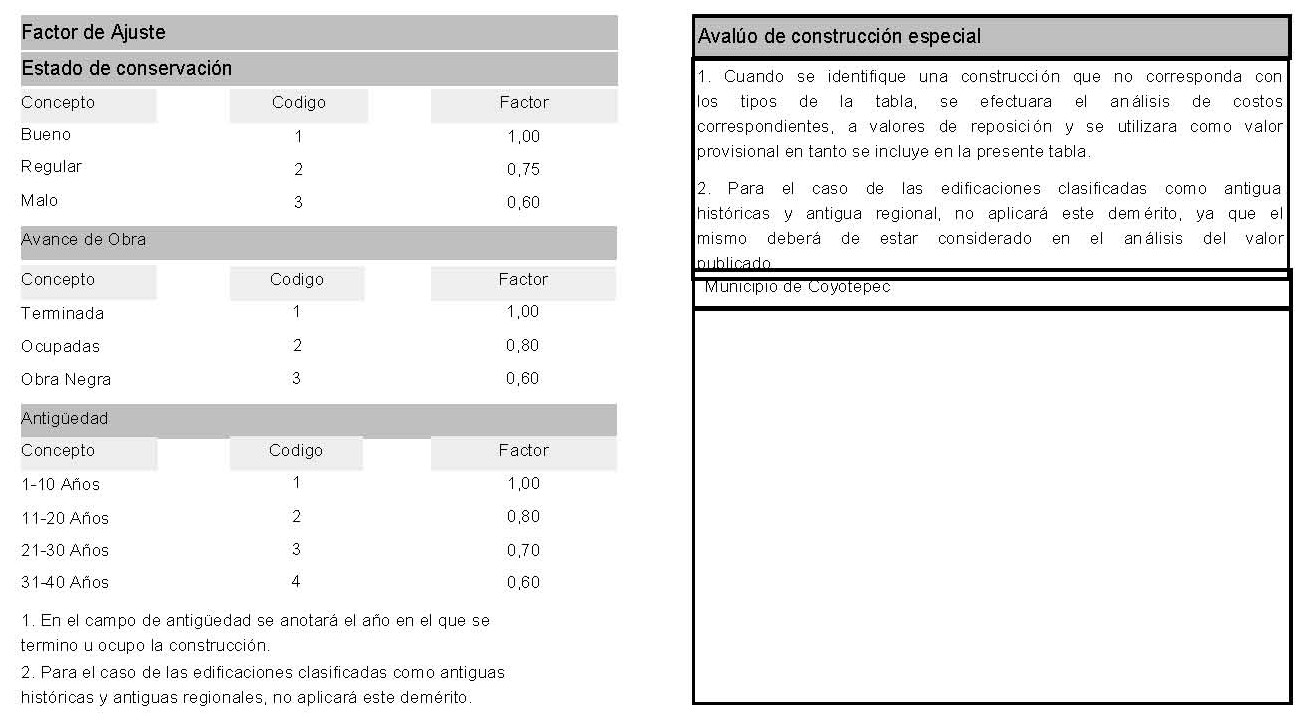 Factor de Ajuste
Estado de conservación
Concepto Codigo Factor
Bueno 1 1,00
Regular 2 0,75
Malo 3 0,60
Avance de Obra
Concepto Codigo Factor
Terminada 1 1,00
Ocupadas 2 0,80
Obra Negra 3 0,60
Antigüedad
Concepto Codigo Factor
1-10 Años 1 1,00
11-20 Años 2 0,80
21-30 Años 3 0,70
31-40 Años 4 0,60
1. En el campo de antigüedad se anotará el año en el que se
termino u ocupo la construcción.
2. Para el caso de las edificaciones clasificadas como antiguas
históricas y antiguas regionales, no aplicará este demérito.
Avalúo de construcción especial
1. Cuando se identifique una construcción que no corresponda con
los tipos de la tabla, se efectuara el análisis de costos
correspondientes, a valores de reposición y se utilizara como valor
provisional en tanto se incluye en la presente tabla.
2. Para el caso de las edificaciones clasificadas como antigua
históricas y antigua regional, no aplicará este demérito, ya que el
mismo deberá de estar considerado en el análisis del valor
publicado
Municipio de Coyotepec